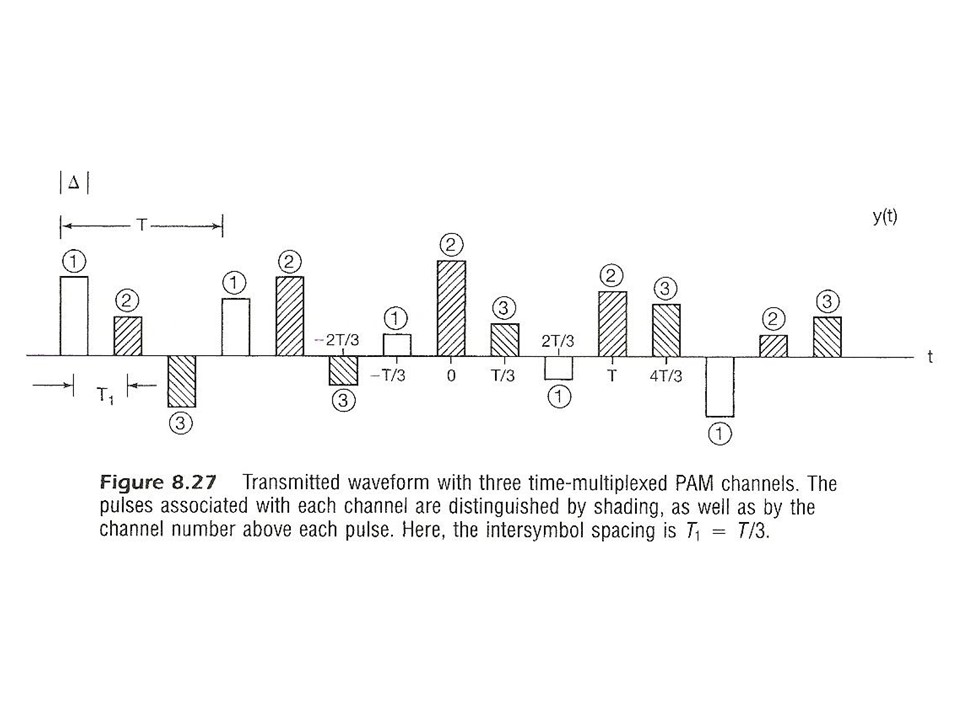 |Δ|
T
y(t)
① ② ③ ① ② ③ ① ② ③ ① ② ③ ① ② ③
−2T/3 2T/3
t
T₁ −T/3 0 T/3 T 4T/3
Figure 8.27 Transmitted waveform with three time-multiplexed PAM channels. The
pulses associated with each channel are distinguished by shading, as well as by the
channel number above each pulse. Here, the intersymbol spacing is T₁ = T/3.